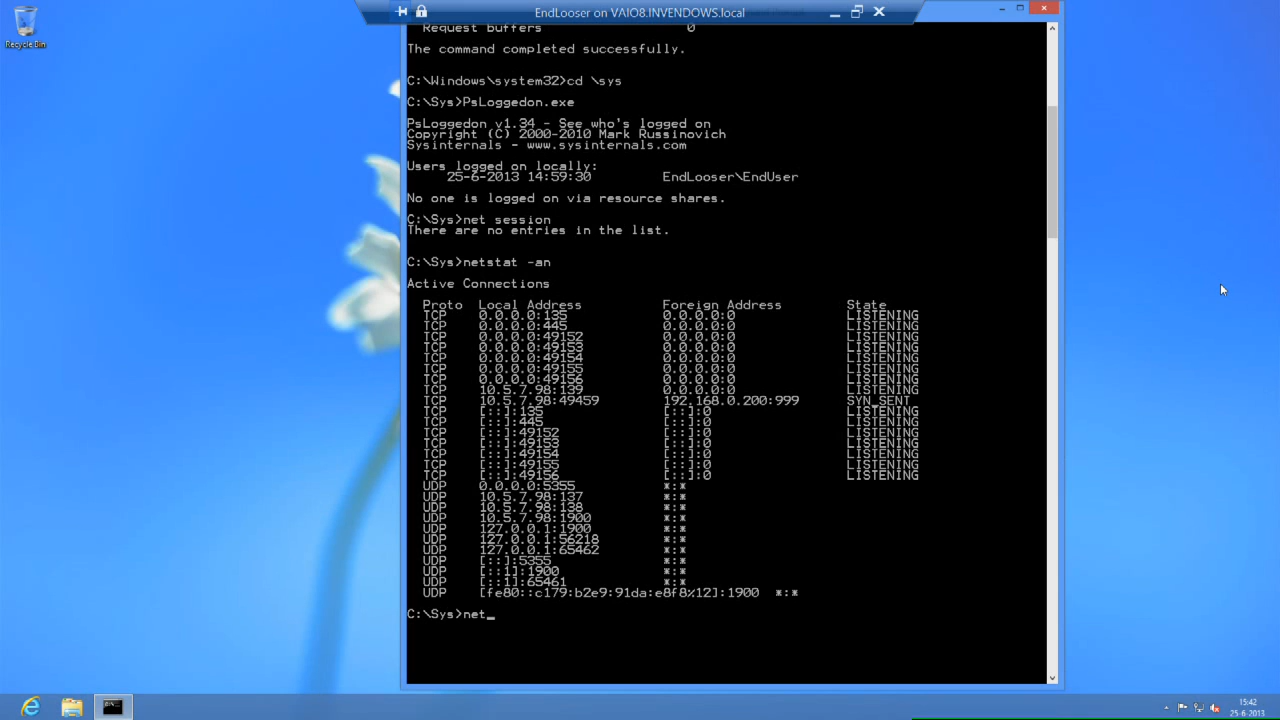 EndLooser on VAIO8.INVENDOWS.local
Recycle Bin
Request buffers 0
The command completed successfully.
C:\Windows\system32>cd \sys
C:\Sys>PsLoggedon.exe
PsLoggedon v1.34 - See who's logged on
Copyright (C) 2000-2010 Mark Russinovich
Sysinternals - www.sysinternals.com
Users logged on locally:
25-6-2013 14:59:30 EndLooser\EndUser
No one is logged on via resource shares.
C:\Sys>net session
There are no entries in the list.
C:\Sys>netstat -an
Active Connections
Proto Local Address Foreign Address State
TCP 0.0.0.0:135 0.0.0.0:0 LISTENING
TCP 0.0.0.0:445 0.0.0.0:0 LISTENING
TCP 0.0.0.0:49152 0.0.0.0:0 LISTENING
TCP 0.0.0.0:49153 0.0.0.0:0 LISTENING
TCP 0.0.0.0:49154 0.0.0.0:0 LISTENING
TCP 0.0.0.0:49155 0.0.0.0:0 LISTENING
TCP 0.0.0.0:49156 0.0.0.0:0 LISTENING
TCP 10.5.7.98:139 0.0.0.0:0 LISTENING
TCP 10.5.7.98:49459 192.168.0.200:999 SYN_SENT
TCP [::]:135 [::]:0 LISTENING
TCP [::]:445 [::]:0 LISTENING
TCP [::]:49152 [::]:0 LISTENING
TCP [::]:49153 [::]:0 LISTENING
TCP [::]:49154 [::]:0 LISTENING
TCP [::]:49155 [::]:0 LISTENING
TCP [::]:49156 [::]:0 LISTENING
UDP 0.0.0.0:5355 *:*
UDP 10.5.7.98:137 *:*
UDP 10.5.7.98:138 *:*
UDP 10.5.7.98:1900 *:*
UDP 127.0.0.1:1900 *:*
UDP 127.0.0.1:56218 *:*
UDP 127.0.0.1:65462 *:*
UDP [::]:5355 *:*
UDP [::1]:1900 *:*
UDP [::1]:65461 *:*
UDP [fe80::c179:b2e9:91da:e8f8%12]:1900 *:*
C:\Sys>net_
15:42
25-6-2013